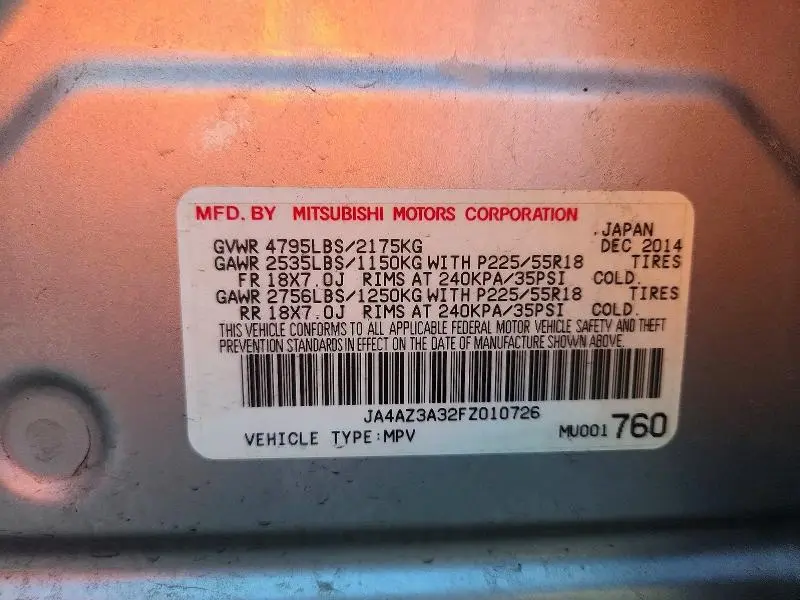 MFD. BY MITSUBISHI MOTORS CORPORATION
JAPAN
GVWR 4795LBS/2175KG DEC 2014
GAWR 2535LBS/1150KG WITH P225/55R18 TIRES
FR 18X7.0J RIMS AT 240KPA/35PSI COLD.
GAWR 2756LBS/1250KG WITH P225/55R18 TIRES
RR 18X7.0J RIMS AT 240KPA/35PSI COLD.
THIS VEHICLE CONFORMS TO ALL APPLICABLE FEDERAL MOTOR VEHICLE SAFETY AND THEFT
PREVENTION STANDARDS IN EFFECT ON THE DATE OF MANUFACTURE SHOWN ABOVE.
JA4AZ3A32FZ010726
VEHICLE TYPE:MPV MU001 760